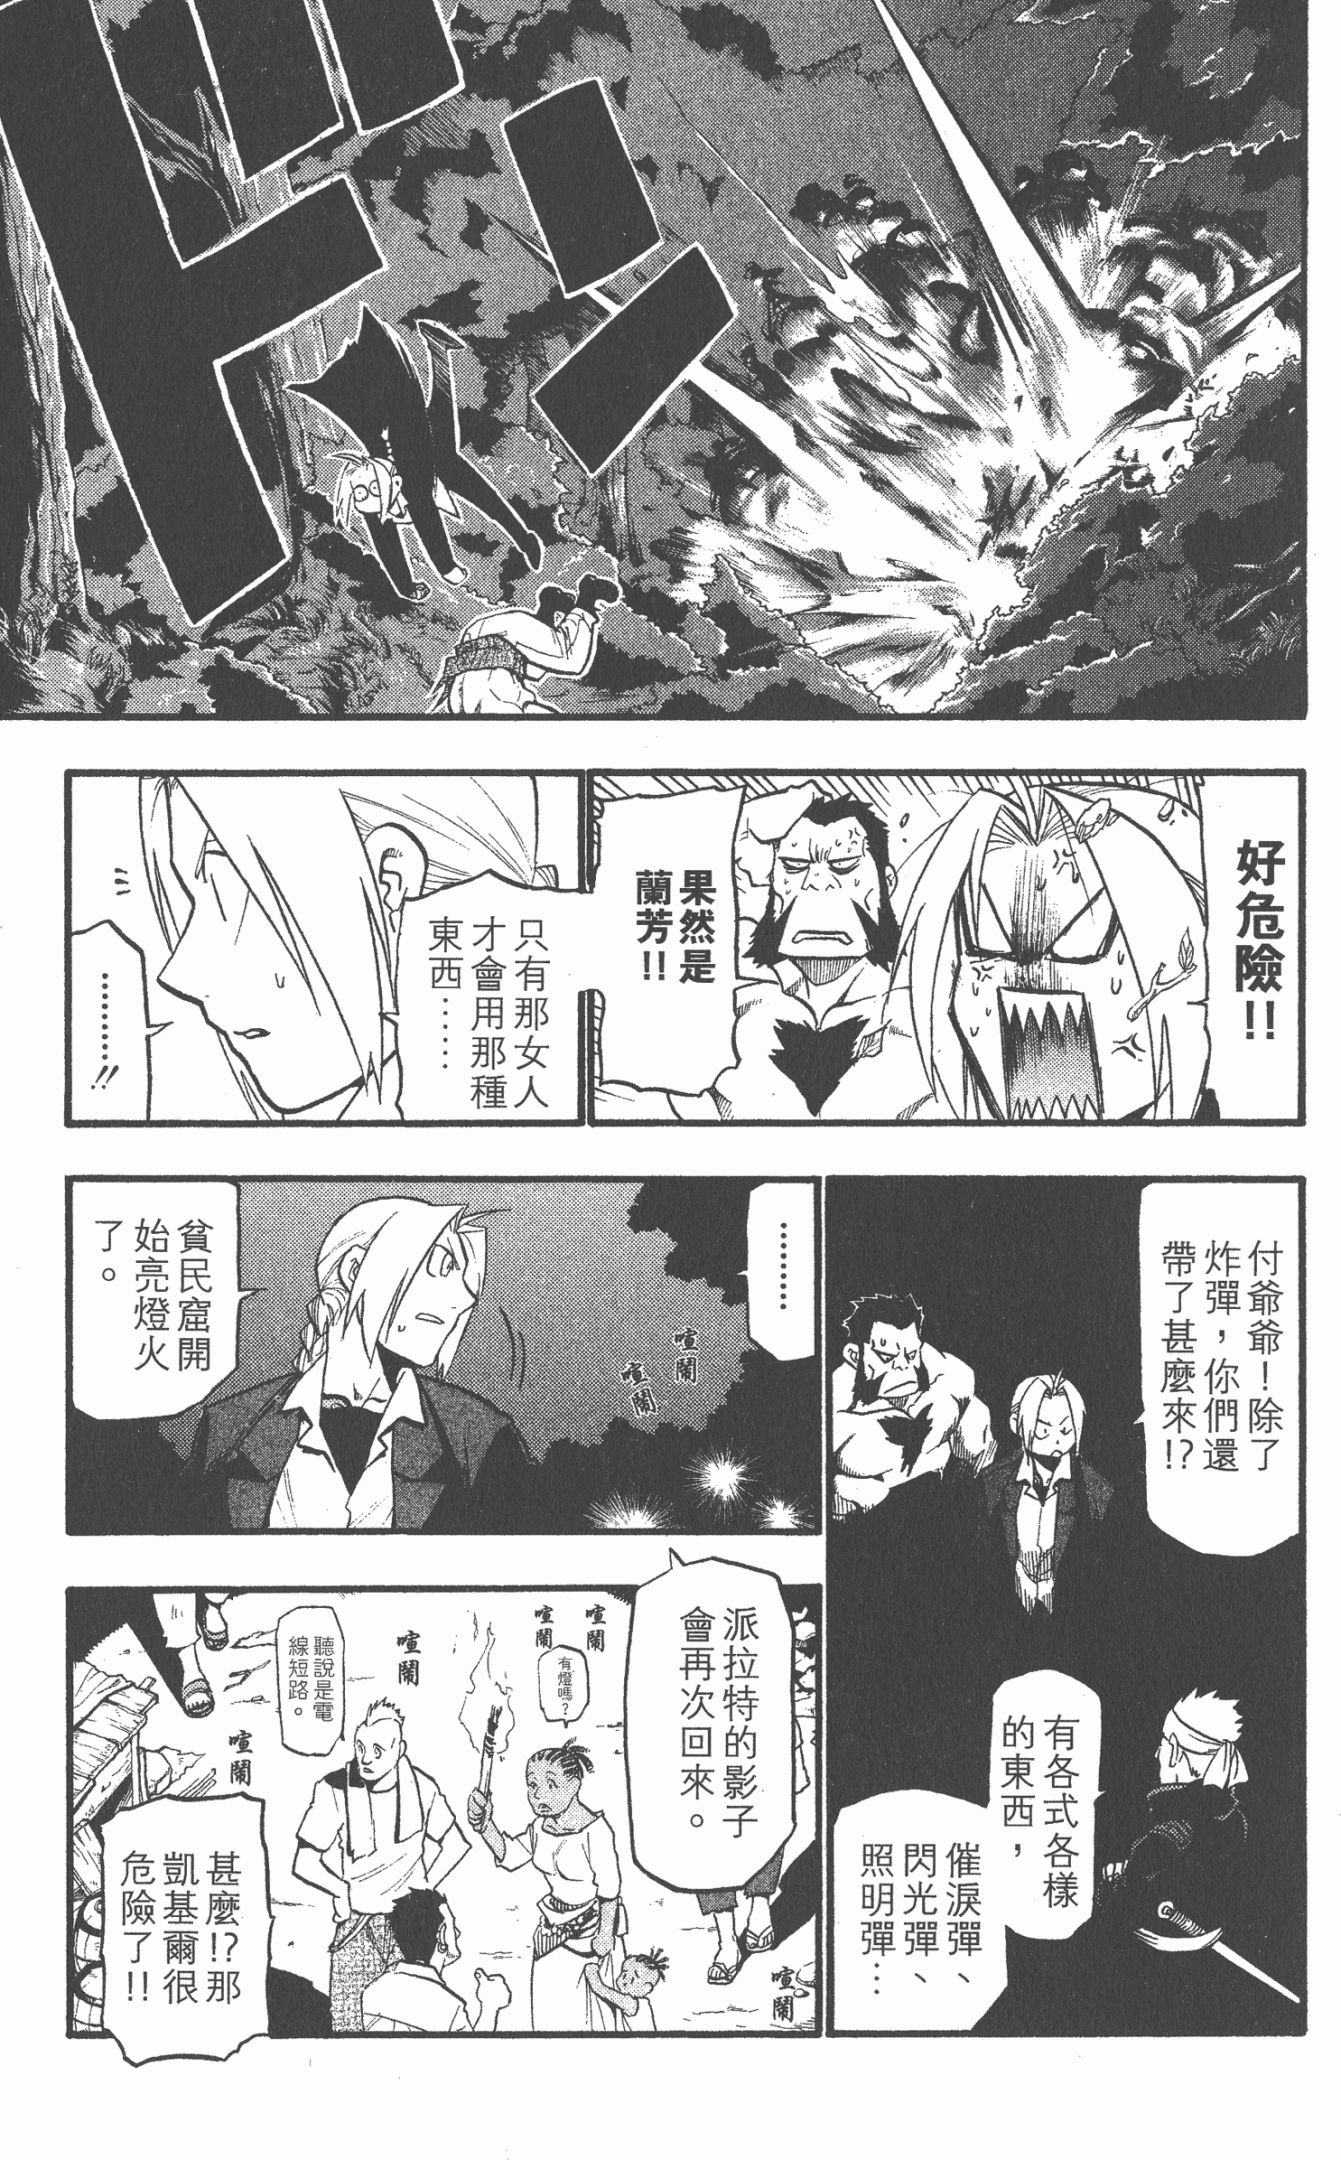 ドン
好危險!!
果然是
蘭芳!!
只有那女人
才會用那種
東西……
………!!
付爺爺!除了
炸彈,你們還
帶了甚麼來!?
有各式各樣
的東西,
催淚彈、
閃光彈、
照明彈…
………
喧鬧
喧鬧
貧民窟開
始亮燈火
了。
派拉特的影子
會再次回來。
喧鬧
喧鬧
有燈嗎?
喧鬧
聽說是電
線短路。
喧鬧
喧鬧
甚麼!?那
凱基爾很
危險了!!